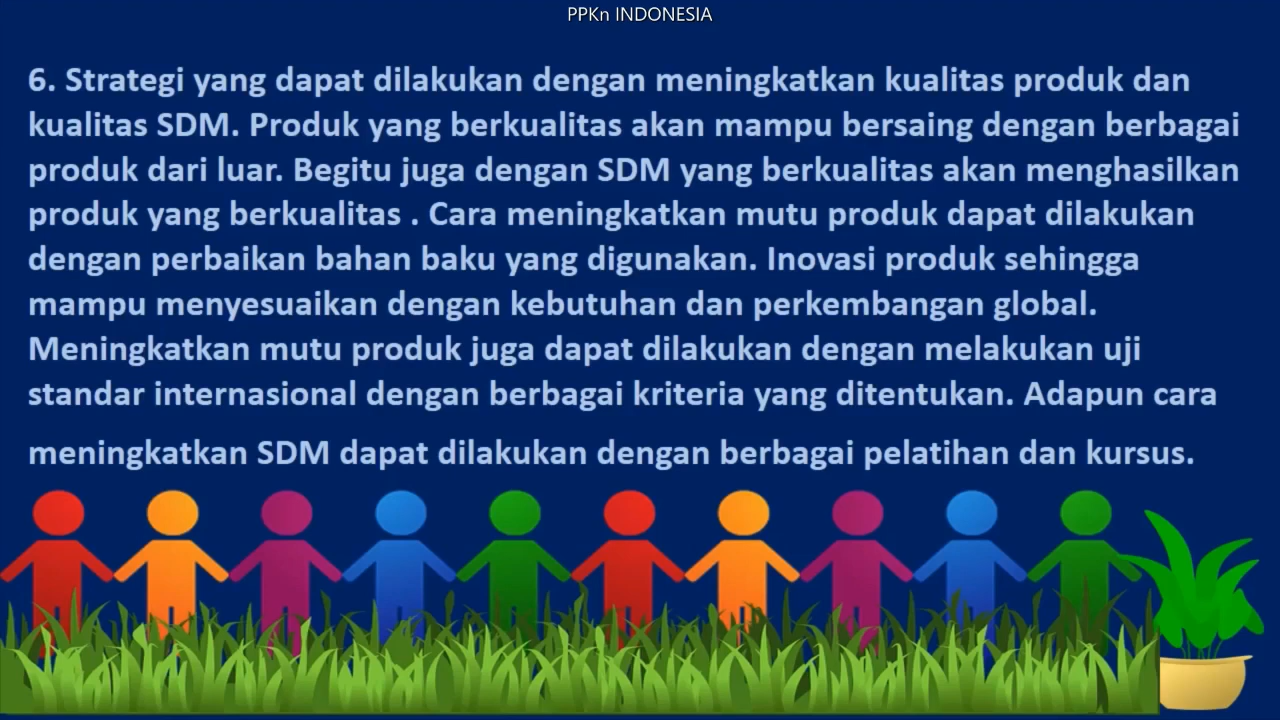 PPKn INDONESIA
6. Strategi yang dapat dilakukan dengan meningkatkan kualitas produk dan
kualitas SDM. Produk yang berkualitas akan mampu bersaing dengan berbagai
produk dari luar. Begitu juga dengan SDM yang berkualitas akan menghasilkan
produk yang berkualitas . Cara meningkatkan mutu produk dapat dilakukan
dengan perbaikan bahan baku yang digunakan. Inovasi produk sehingga
mampu menyesuaikan dengan kebutuhan dan perkembangan global.
Meningkatkan mutu produk juga dapat dilakukan dengan melakukan uji
standar internasional dengan berbagai kriteria yang ditentukan. Adapun cara
meningkatkan SDM dapat dilakukan dengan berbagai pelatihan dan kursus.